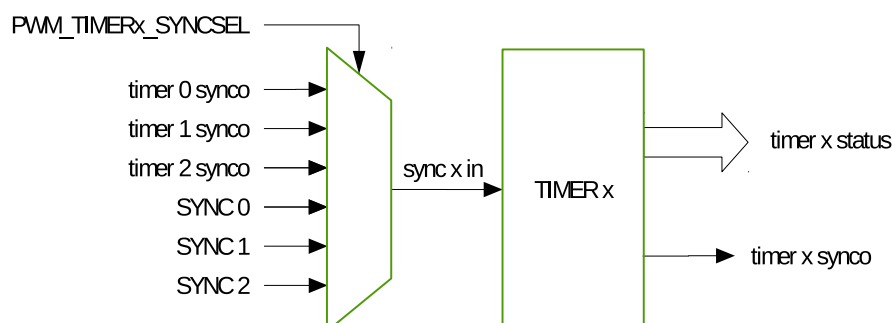 PWM_TIMERx_SYNCSEL
timer 0 synco
timer 1 synco
timer 2 synco
SYNC 0
SYNC 1
SYNC 2
sync x in
TIMER x
timer x status
timer x synco